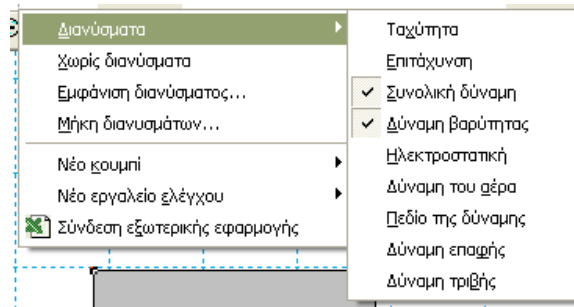 Διανύσματα
Χωρίς διανύσματα
Εμφάνιση διανύσματος...
Μήκη διανυσμάτων...
Νέο κουμπί
Νέο εργαλείο ελέγχου
Σύνδεση εξωτερικής εφαρμογής
Ταχύτητα
Επιτάχυνση
Συνολική δύναμη
Δύναμη βαρύτητας
Ηλεκτροστατική
Δύναμη του αέρα
Πεδίο της δύναμης
Δύναμη επαφής
Δύναμη τριβής